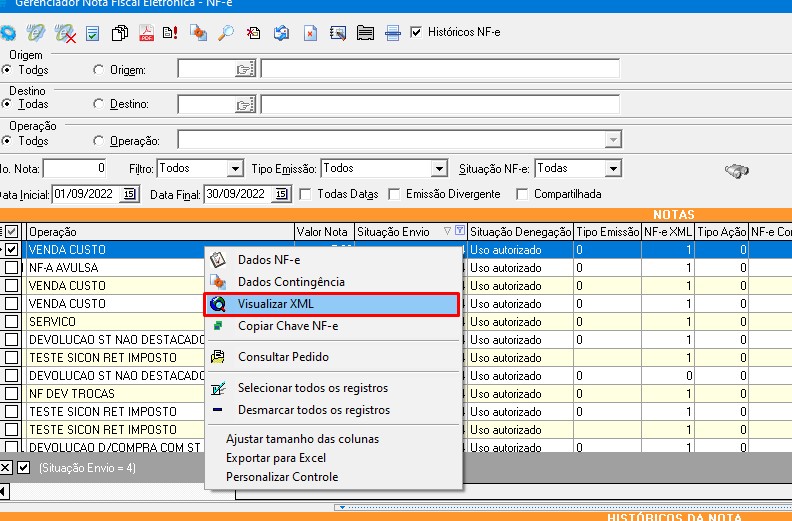 Gerenciador Nota Fiscal Eletrônica - NF-e
PDF Históricos NF-e
Origem
Todos Origem:
Destino
Todas Destino:
Operação
Todos Operação:
No. Nota: 0 Filtro: Todos Tipo Emissão: Todos Situação NF-e: Todas
Data Inicial: 01/09/2022 15 Data Final: 30/09/2022 15 Todas Datas Emissão Divergente Compartilhada
NOTAS
Operação Valor Nota Situação Envio Situação Denegação Tipo Emissão NF-e XML Tipo Ação NF-e Con
VENDA CUSTO Uso autorizado 0 1 0
NF-A AVULSA Uso autorizado 0 1 0
VENDA CUSTO Uso autorizado 0 1 0
VENDA CUSTO Uso autorizado 0 1 0
SERVICO Uso autorizado 0 1 0
DEVOLUCAO ST NAO DESTACADO Uso autorizado 0 1 0
TESTE SICON RET IMPOSTO Uso autorizado 1 0
DEVOLUCAO ST NAO DESTACADO Uso autorizado 0 0 0
NF DEV TROCAS Uso autorizado 0 1 0
TESTE SICON RET IMPOSTO Uso autorizado 0 1 0
TESTE SICON RET IMPOSTO Uso autorizado 1 0
DEVOLUCAO D/COMPRA COM ST Uso autorizado 0 1 0
Dados NF-e
Dados Contingência
Visualizar XML
Copiar Chave NF-e
Consultar Pedido
Selecionar todos os registros
Desmarcar todos os registros
Ajustar tamanho das colunas
Exportar para Excel
Personalizar Controle
(Situação Envio = 4)
HISTÓRICOS DA NOTA